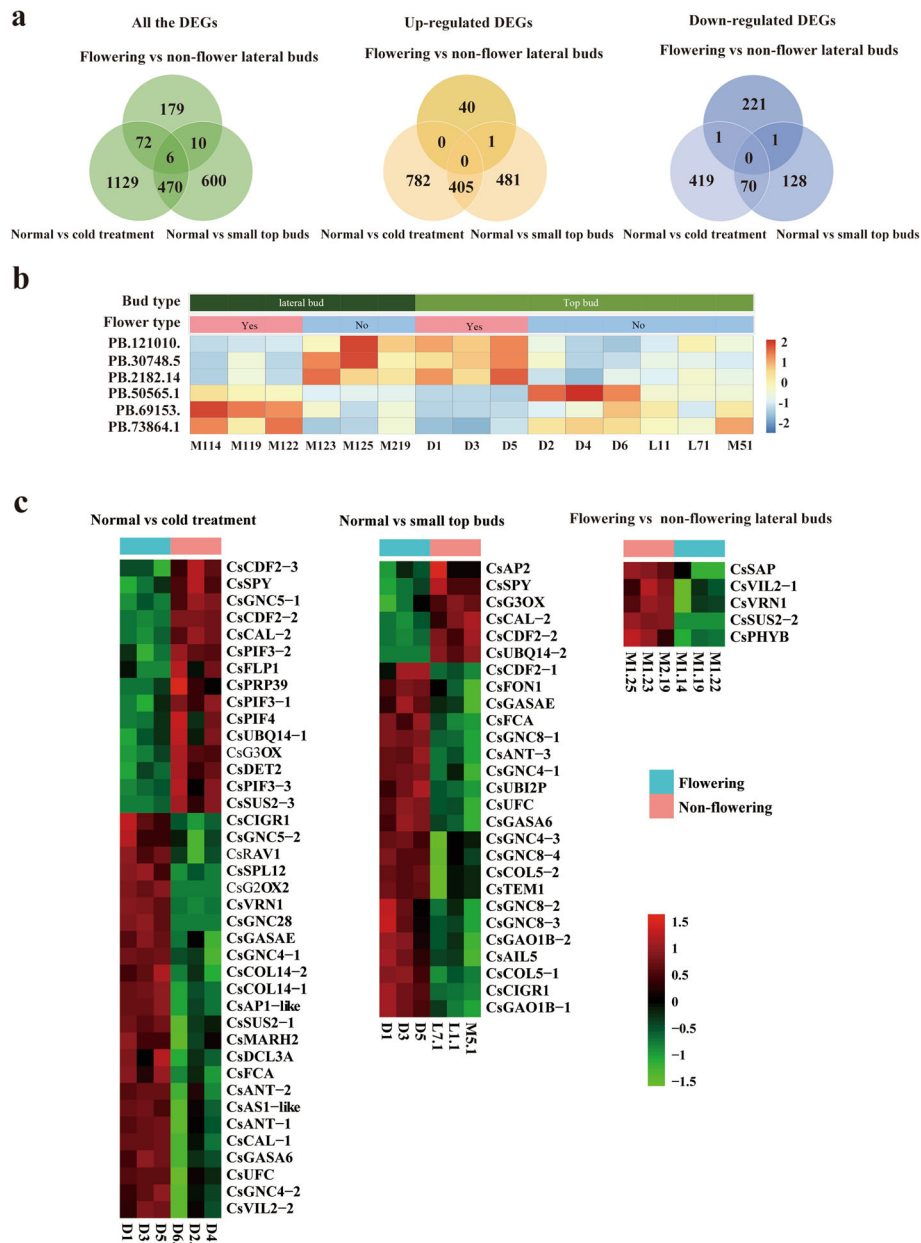 a
All the DEGs
Up-regulated DEGs
Down-regulated DEGs
Flowering vs non-flower lateral buds
Flowering vs non-flower lateral buds
Flowering vs non-flower lateral buds
179
72
10
6
1129
470
600
40
0
1
0
782
405
481
221
1
1
0
419
70
128
Normal vs cold treatment
Normal vs small top buds
Normal vs cold treatment
Normal vs small top buds
Normal vs cold treatment
Normal vs small top buds
b
Bud type
lateral bud
Top bud
Flower type
Yes
No
Yes
No
PB.121010.
PB.30748.5
PB.2182.14
PB.50565.1
PB.69153.
PB.73864.1
2
1
0
-1
-2
M114 M119 M122 M123 M125 M219 D1 D3 D5 D2 D4 D6 L11 L71 M51
c
Normal vs cold treatment
CsCDF2−3
CsSPY
CsGNC5−1
CsCDF2−2
CsCAL−2
CsPIF3−2
CsFLP1
CsPRP39
CsPIF3−1
CsPIF4
CsUBQ14−1
CsG3OX
CsDET2
CsPIF3−3
CsSUS2−3
CsCIGR1
CsGNC5−2
CsRAV1
CsSPL12
CsG2OX2
CsVRN1
CsGNC28
CsGASAE
CsGNC4−1
CsCOL14−2
CsCOL14−1
CsAP1−like
CsSUS2−1
CsMARH2
CsDCL3A
CsFCA
CsANT−2
CsAS1−like
CsANT−1
CsCAL−1
CsGASA6
CsUFC
CsGNC4−2
CsVIL2−2
D1 D3 D5 D6. D2. D4
Normal vs small top buds
CsAP2
CsSPY
CsG3OX
CsCAL−2
CsCDF2−2
CsUBQ14−2
CsCDF2−1
CsFON1
CsGASAE
CsFCA
CsGNC8−1
CsANT−3
CsGNC4−1
CsUBI2P
CsUFC
CsGASA6
CsGNC4−3
CsGNC8−4
CsCOL5−2
CsTEM1
CsGNC8−2
CsGNC8−3
CsGAO1B−2
CsAIL5
CsCOL5−1
CsCIGR1
CsGAO1B−1
D1 D3 D5 L7.1 L1.1 M5.1
Flowering vs non-flowering lateral buds
CsSAP
CsVIL2−1
CsVRN1
CsSUS2−2
CsPHYB
M1.25 M1.23 M2.19 M1.14 M1.19 M1.22
Flowering
Non-flowering
1.5
1
0.5
0
−0.5
−1
−1.5